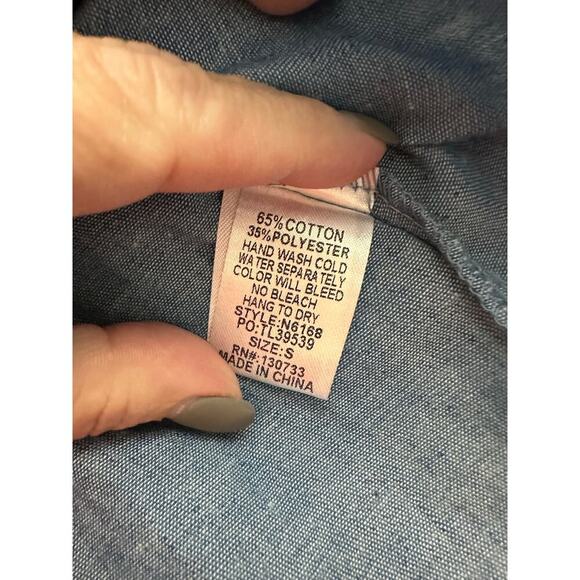 65% COTTON
35% POLYESTER
HAND WASH COLD
WATER SEPARATELY
COLOR WILL BLEED
NO BLEACH
HANG TO DRY
STYLE:N6168
PO:TL39539
SIZE:S
RN#:130733
MADE IN CHINA